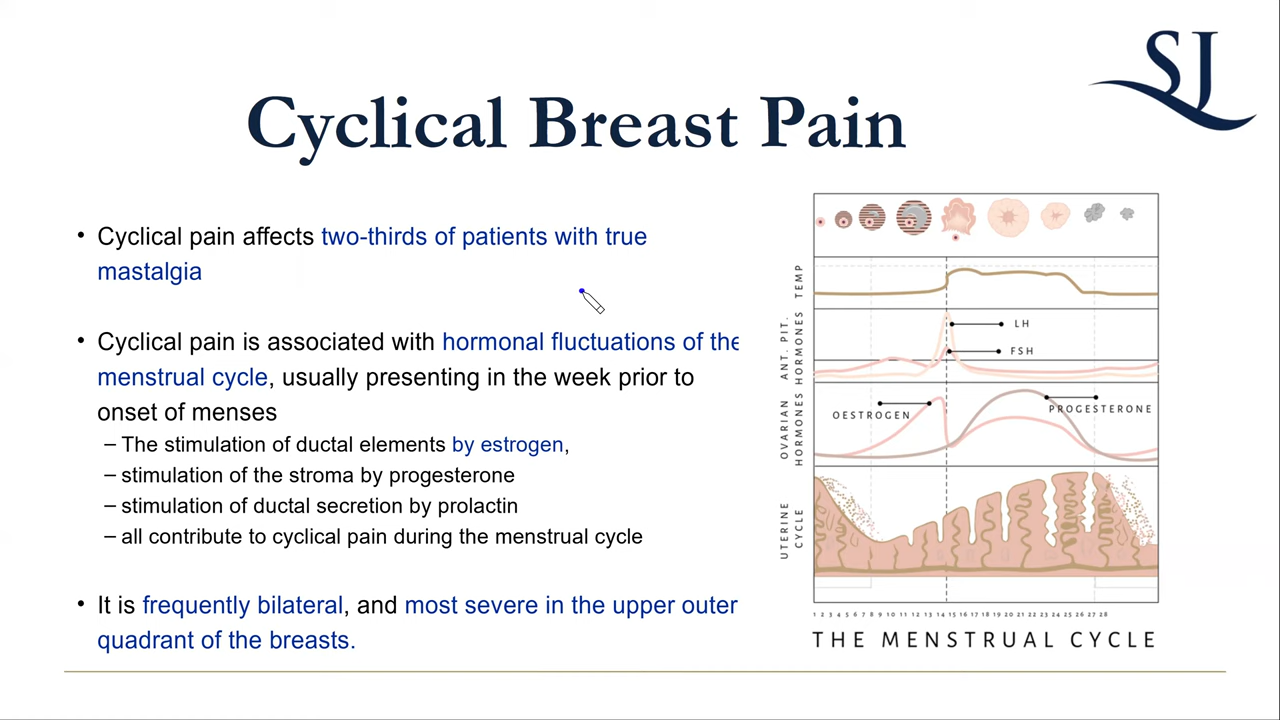 SJ
Cyclical Breast Pain
• Cyclical pain affects two-thirds of patients with true
mastalgia
• Cyclical pain is associated with hormonal fluctuations of the
menstrual cycle, usually presenting in the week prior to
onset of menses
– The stimulation of ductal elements by estrogen,
– stimulation of the stroma by progesterone
– stimulation of ductal secretion by prolactin
– all contribute to cyclical pain during the menstrual cycle
• It is frequently bilateral, and most severe in the upper outer
quadrant of the breasts.
TEMP
ANT. PIT.
HORMONES
LH
FSH
OVARIAN
HORMONES
OESTROGEN
PROGESTERONE
UTERINE
CYCLE
1 2 3 4 5 6 7 8 9 10 11 12 13 14 15 16 17 18 19 20 21 22 23 24 25 26 27 28
THE MENSTRUAL CYCLE